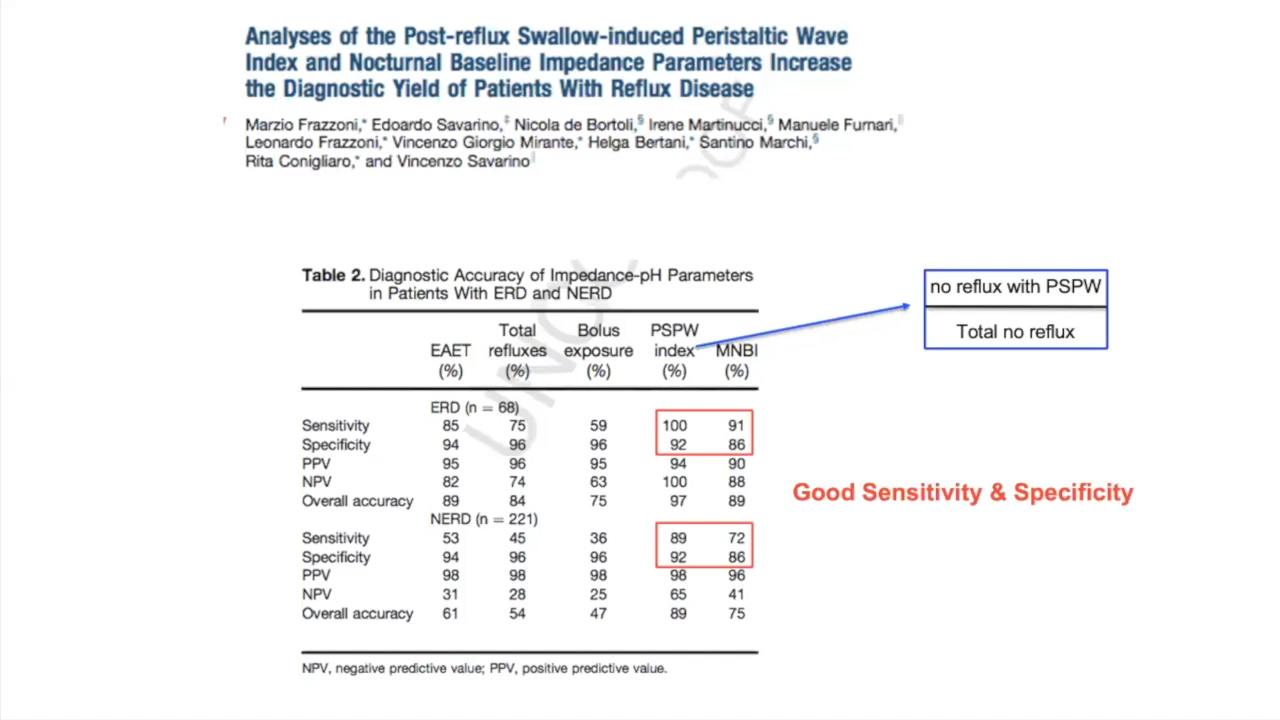 Analyses of the Post-reflux Swallow-induced Peristaltic Wave
Index and Nocturnal Baseline Impedance Parameters Increase
the Diagnostic Yield of Patients With Reflux Disease
Marzio Frazzoni,* Edoardo Savarino,‡ Nicola de Bortoli,§ Irene Martinucci,§ Manuele Furnari,||
Leonardo Frazzoni,* Vincenzo Giorgio Mirante,* Helga Bertani,* Santino Marchi,§
Rita Conigliaro,* and Vincenzo Savarino||
Table 2. Diagnostic Accuracy of Impedance-pH Parameters
in Patients With ERD and NERD
Total Bolus PSPW
EAET refluxes exposure index MNBI
(%) (%) (%) (%) (%)
ERD (n = 68)
Sensitivity 85 75 59 100 91
Specificity 94 96 96 92 86
PPV 95 96 95 94 90
NPV 82 74 63 100 88
Overall accuracy 89 84 75 97 89
NERD (n = 221)
Sensitivity 53 45 36 89 72
Specificity 94 96 96 92 86
PPV 98 98 98 98 96
NPV 31 28 25 65 41
Overall accuracy 61 54 47 89 75
NPV, negative predictive value; PPV, positive predictive value.
no reflux with PSPW
Total no reflux
Good Sensitivity & Specificity